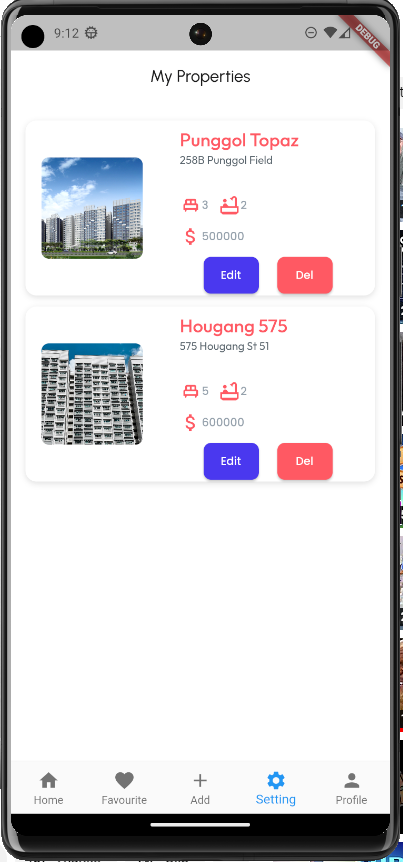 9:12
DEBUG
My Properties
Punggol Topaz
258B Punggol Field
3 2
$ 500000
Edit Del
Hougang 575
575 Hougang St 51
5 2
$ 600000
Edit Del
Home Favourite Add Setting Profile